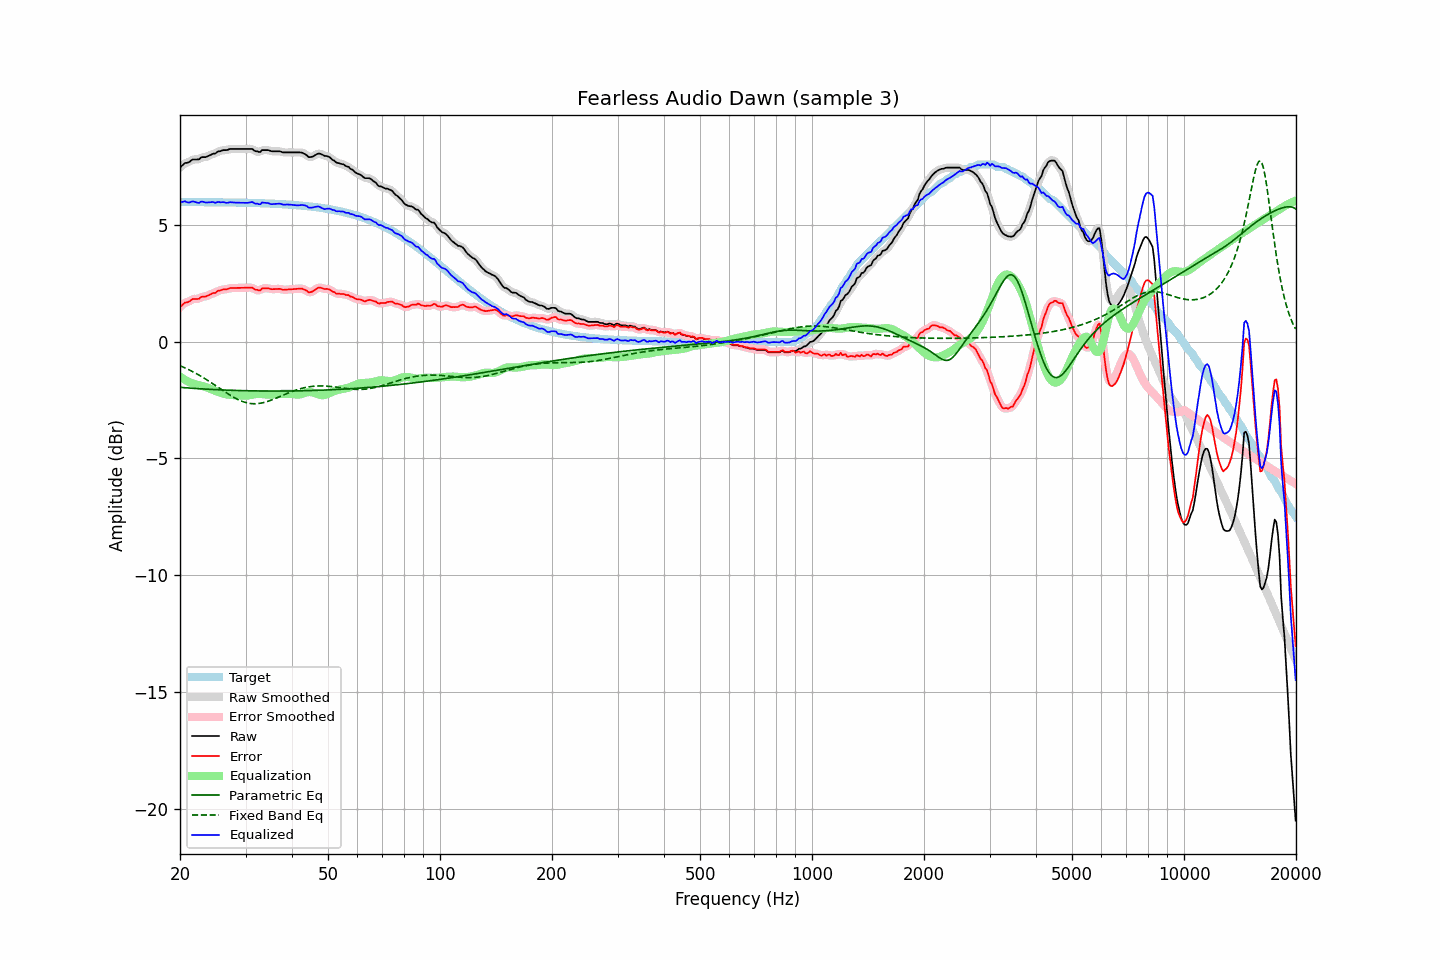 Fearless Audio Dawn (sample 3)
Amplitude (dBr)
5
0
−5
−10
−15
−20
Target
Raw Smoothed
Error Smoothed
Raw
Error
Equalization
Parametric Eq
Fixed Band Eq
Equalized
20 50 100 200 500 1000 2000 5000 10000 20000
Frequency (Hz)